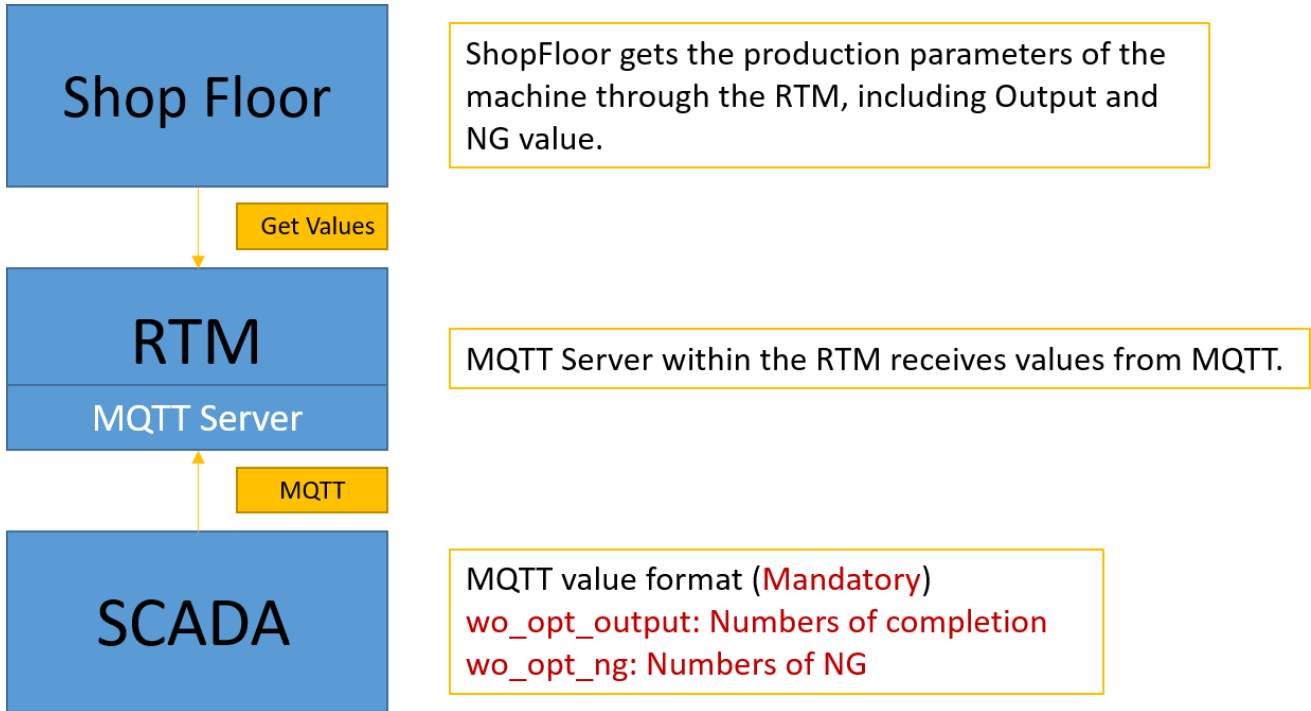 Shop Floor
ShopFloor gets the production parameters of the
machine through the RTM, including Output and
NG value.
Get Values
RTM
MQTT Server
MQTT Server within the RTM receives values from MQTT.
MQTT
SCADA
MQTT value format (Mandatory)
wo_opt_output: Numbers of completion
wo_opt_ng: Numbers of NG